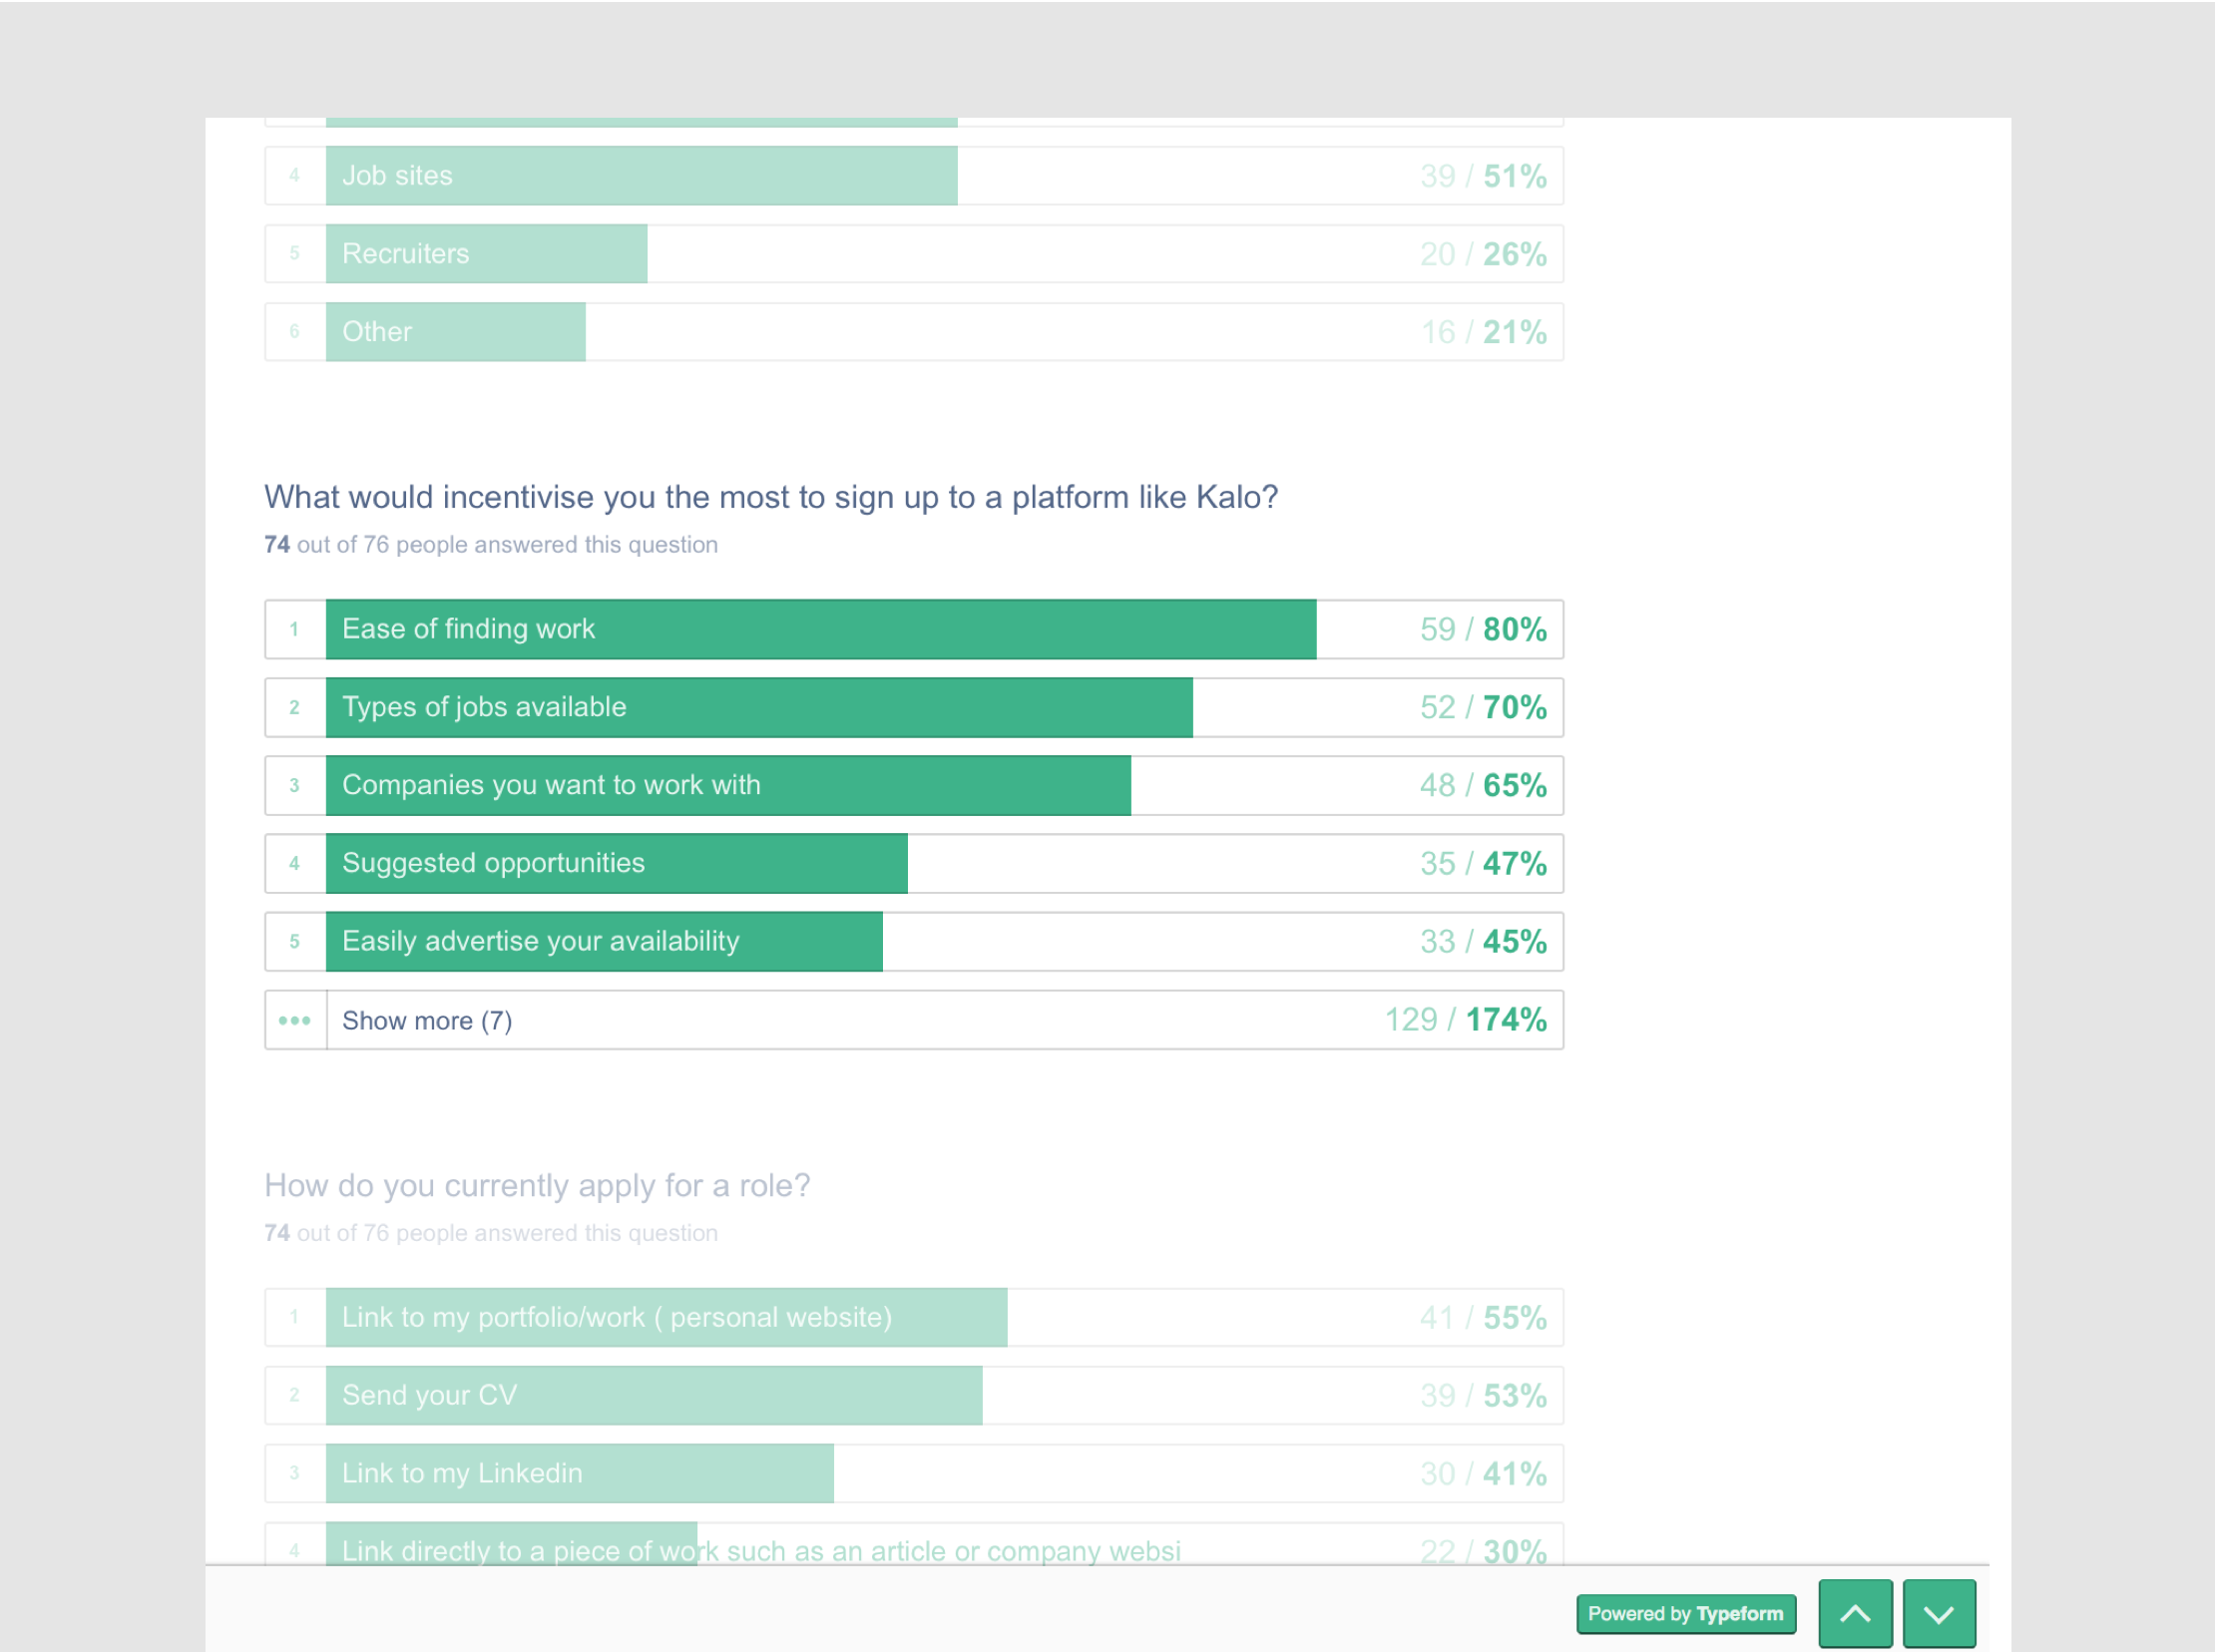 4 Job sites 39 / 51%
5 Recruiters 20 / 26%
6 Other 16 / 21%
What would incentivise you the most to sign up to a platform like Kalo?
74 out of 76 people answered this question
1 Ease of finding work 59 / 80%
2 Types of jobs available 52 / 70%
3 Companies you want to work with 48 / 65%
4 Suggested opportunities 35 / 47%
5 Easily advertise your availability 33 / 45%
••• Show more (7) 129 / 174%
How do you currently apply for a role?
74 out of 76 people answered this question
1 Link to my portfolio/work ( personal website) 41 / 55%
2 Send your CV 39 / 53%
3 Link to my Linkedin 30 / 41%
4 Link directly to a piece of work such as an article or company websi 22 / 30%
Powered by Typeform